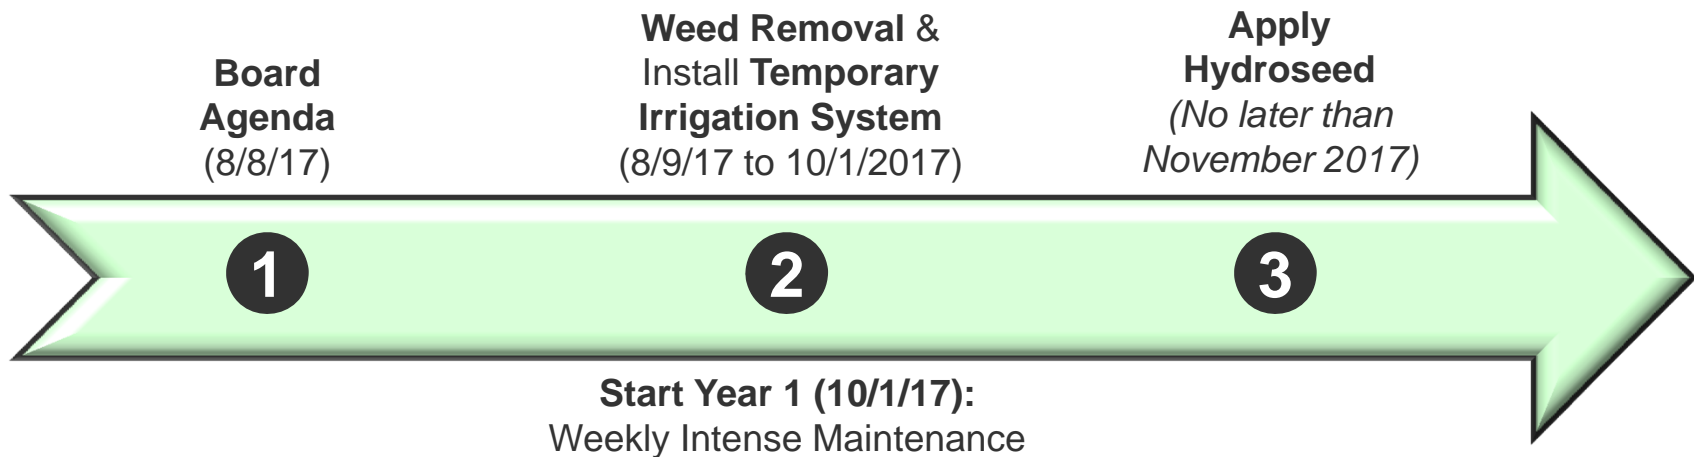 Board
Agenda
(8/8/17)
Weed Removal &
Install Temporary
Irrigation System
(8/9/17 to 10/1/2017)
Apply
Hydroseed
(No later than
November 2017)
1
2
3
Start Year 1 (10/1/17):
Weekly Intense Maintenance